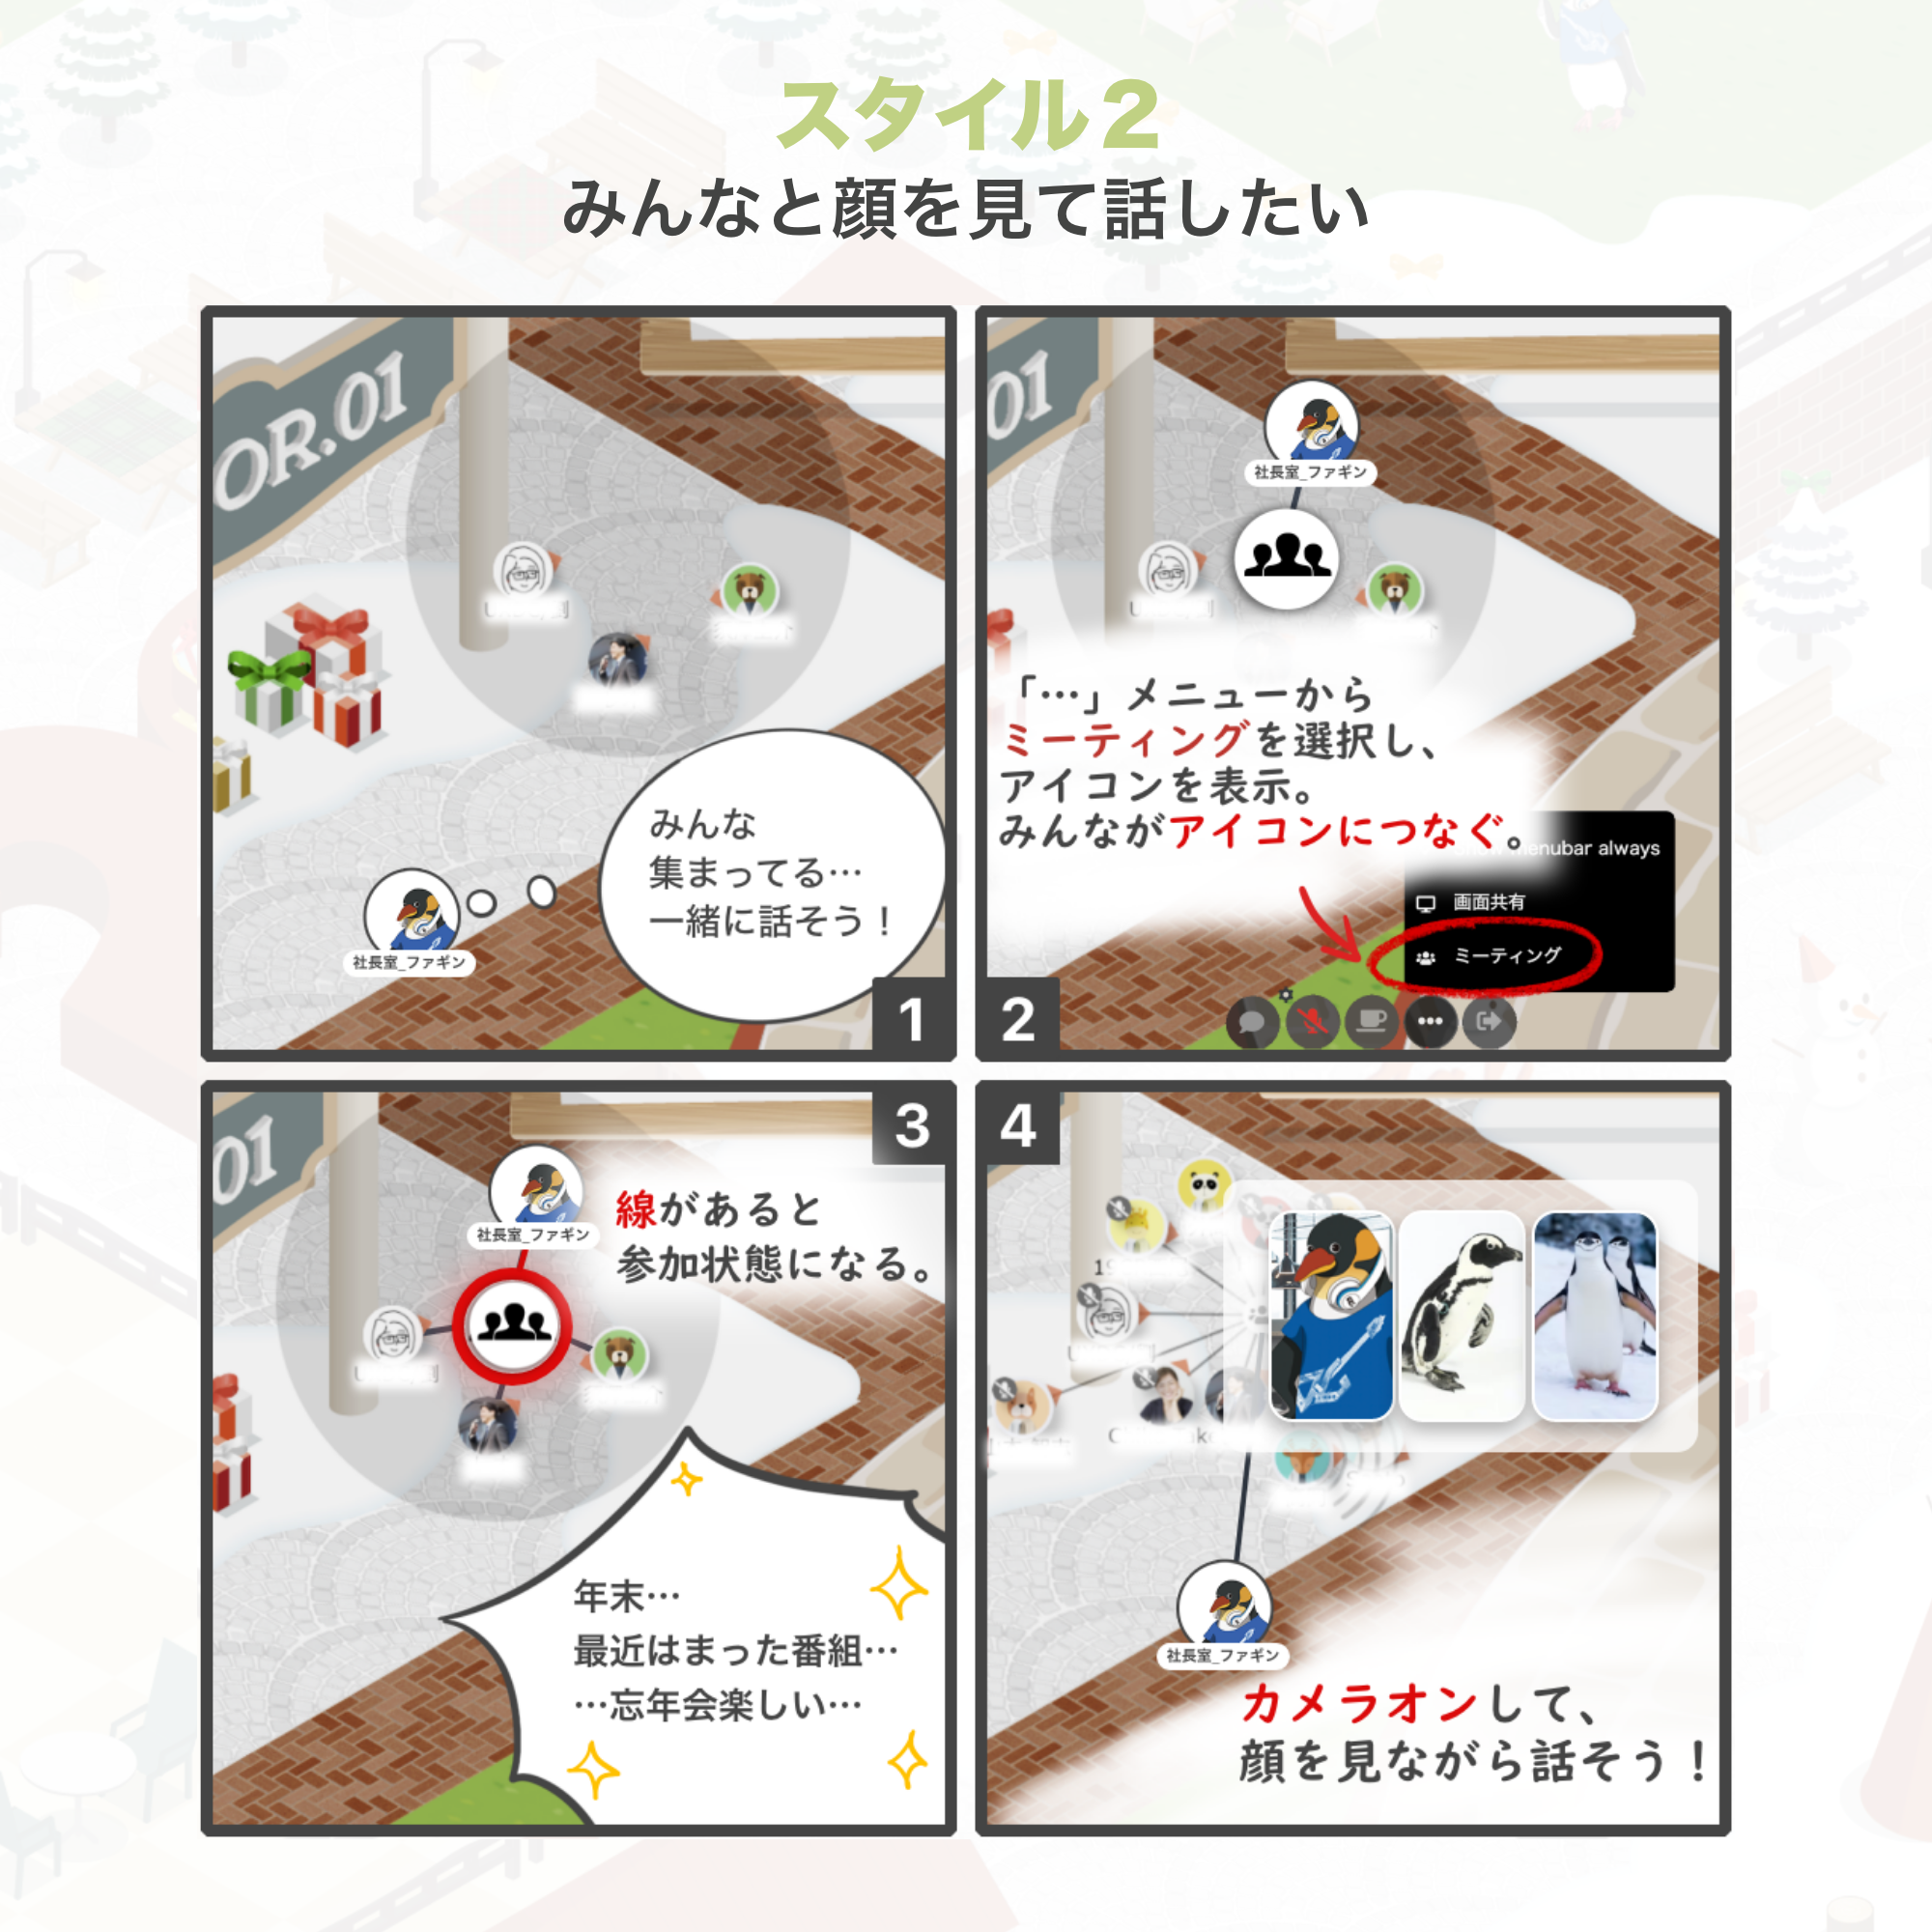 スタイル2
みんなと顔を見て話したい
OR.01
みんな
集まってる…
一緒に話そう！
社長室_ファギン
1
01
社長室_ファギン
「…」メニューから
ミーティングを選択し、
アイコンを表示。
みんながアイコンにつなぐ。
menubar always
画面共有
ミーティング
2
01
3
社長室_ファギン
線があると
参加状態になる。
年末…
最近はまった番組…
…忘年会楽しい…
4
社長室_ファギン
カメラオンして、
顔を見ながら話そう！